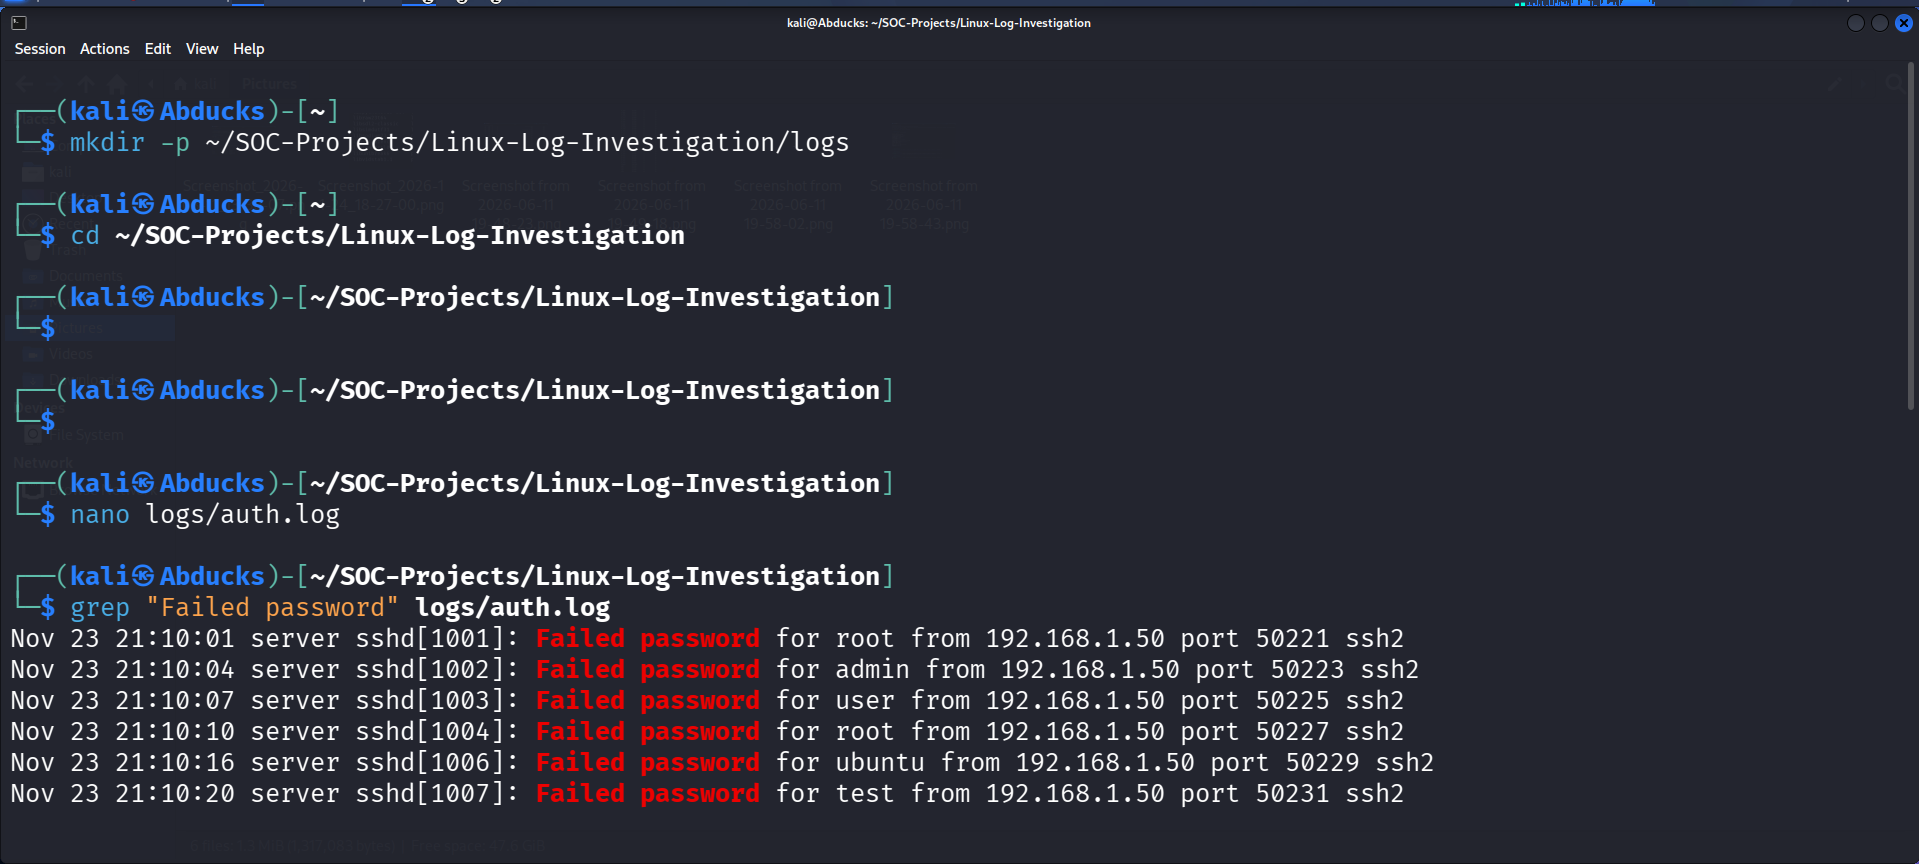 kali@Abducks: ~/SOC-Projects/Linux-Log-Investigation
Session Actions Edit View Help
┌──(kali㉿Abducks)-[~]
└─$ mkdir -p ~/SOC-Projects/Linux-Log-Investigation/logs
┌──(kali㉿Abducks)-[~]
└─$ cd ~/SOC-Projects/Linux-Log-Investigation
┌──(kali㉿Abducks)-[~/SOC-Projects/Linux-Log-Investigation]
└─$
┌──(kali㉿Abducks)-[~/SOC-Projects/Linux-Log-Investigation]
└─$
┌──(kali㉿Abducks)-[~/SOC-Projects/Linux-Log-Investigation]
└─$ nano logs/auth.log
┌──(kali㉿Abducks)-[~/SOC-Projects/Linux-Log-Investigation]
└─$ grep "Failed password" logs/auth.log
Nov 23 21:10:01 server sshd[1001]: Failed password for root from 192.168.1.50 port 50221 ssh2
Nov 23 21:10:04 server sshd[1002]: Failed password for admin from 192.168.1.50 port 50223 ssh2
Nov 23 21:10:07 server sshd[1003]: Failed password for user from 192.168.1.50 port 50225 ssh2
Nov 23 21:10:10 server sshd[1004]: Failed password for root from 192.168.1.50 port 50227 ssh2
Nov 23 21:10:16 server sshd[1006]: Failed password for ubuntu from 192.168.1.50 port 50229 ssh2
Nov 23 21:10:20 server sshd[1007]: Failed password for test from 192.168.1.50 port 50231 ssh2